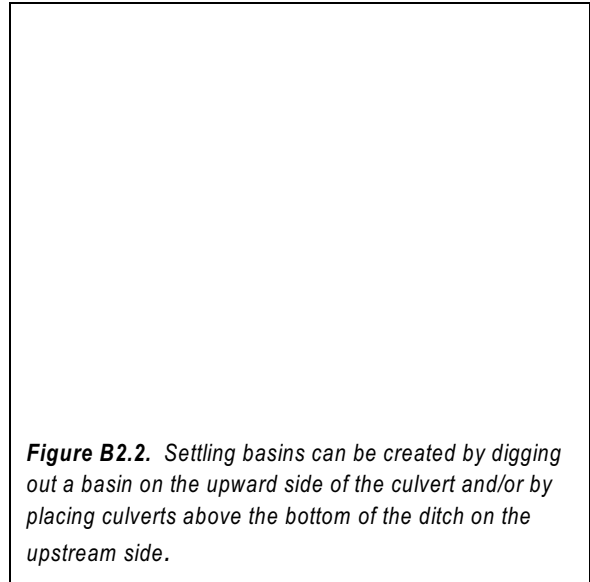 Figure B2.2. Settling basins can be created by digging
out a basin on the upward side of the culvert and/or by
placing culverts above the bottom of the ditch on the
upstream side.